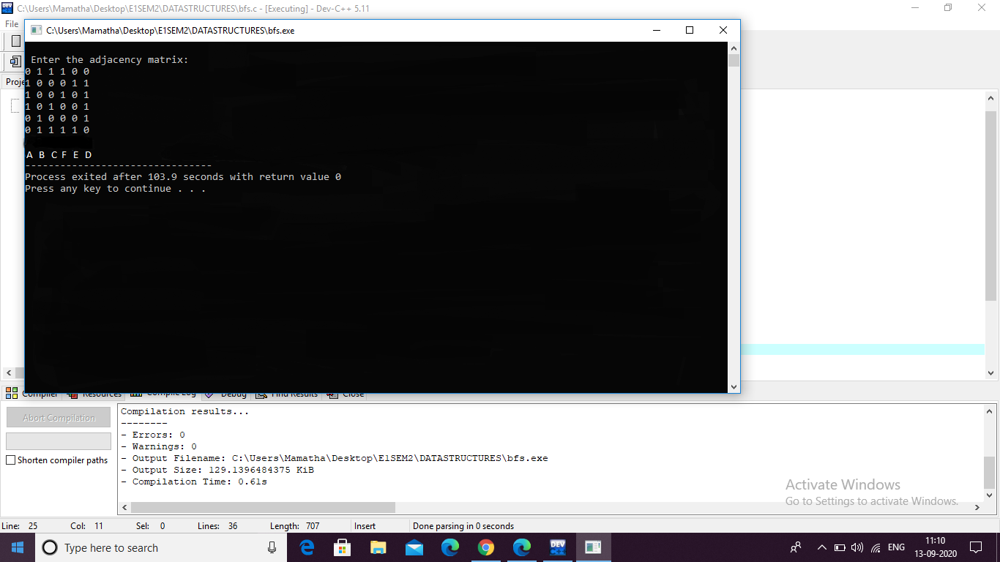 C:\Users\Mamatha\Desktop\E1SEM2\DATASTRUCTURES\bfs.c - [Executing] - Dev-C++ 5.11
File
C:\Users\Mamatha\Desktop\E1SEM2\DATASTRUCTURES\bfs.exe
Enter the adjacency matrix:
0 1 1 1 0 0
1 0 0 0 1 1
1 0 0 1 0 1
1 0 1 0 0 1
0 1 0 0 0 1
0 1 1 1 1 0
A B C F E D
--------------------------------
Process exited after 103.9 seconds with return value 0
Press any key to continue . . .
Compiler Resources Compile Log Debug Find Results Close
Abort Compilation
Shorten compiler paths
Compilation results...
--------
- Errors: 0
- Warnings: 0
- Output Filename: C:\Users\Mamatha\Desktop\E1SEM2\DATASTRUCTURES\bfs.exe
- Output Size: 129.1396484375 KiB
- Compilation Time: 0.61s
Activate Windows
Go to Settings to activate Windows.
Line: 25 Col: 11 Sel: 0 Lines: 36 Length: 707 Insert Done parsing in 0 seconds
Type here to search
DEV
ENG
11:10
13-09-2020